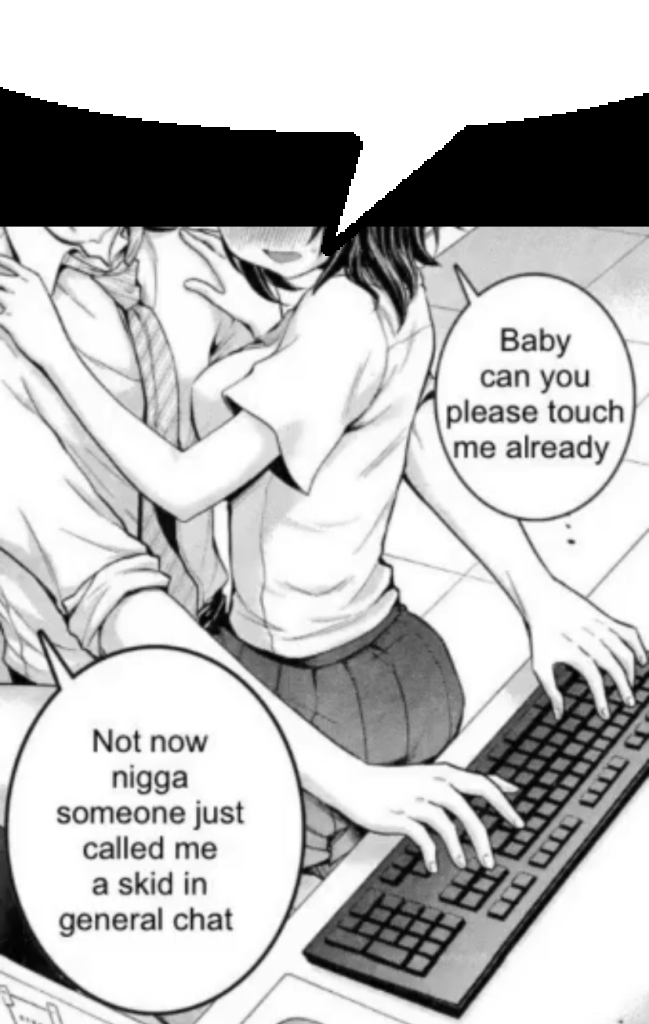 Baby
can you
please touch
me already
Not now
nigga
someone just
called me
a skid in
general chat